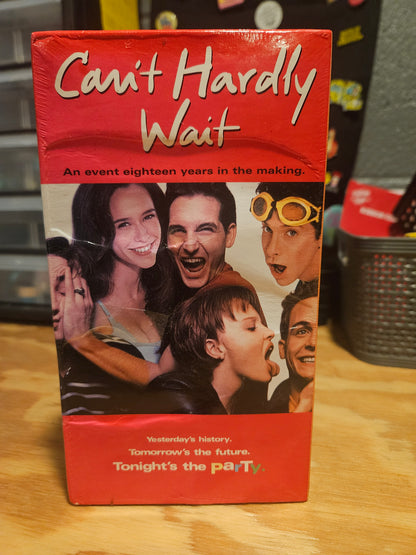 Can't Hardly
Wait
An event eighteen years in the making.
Yesterday's history.
Tomorrow's the future.
Tonight's the paRTy.